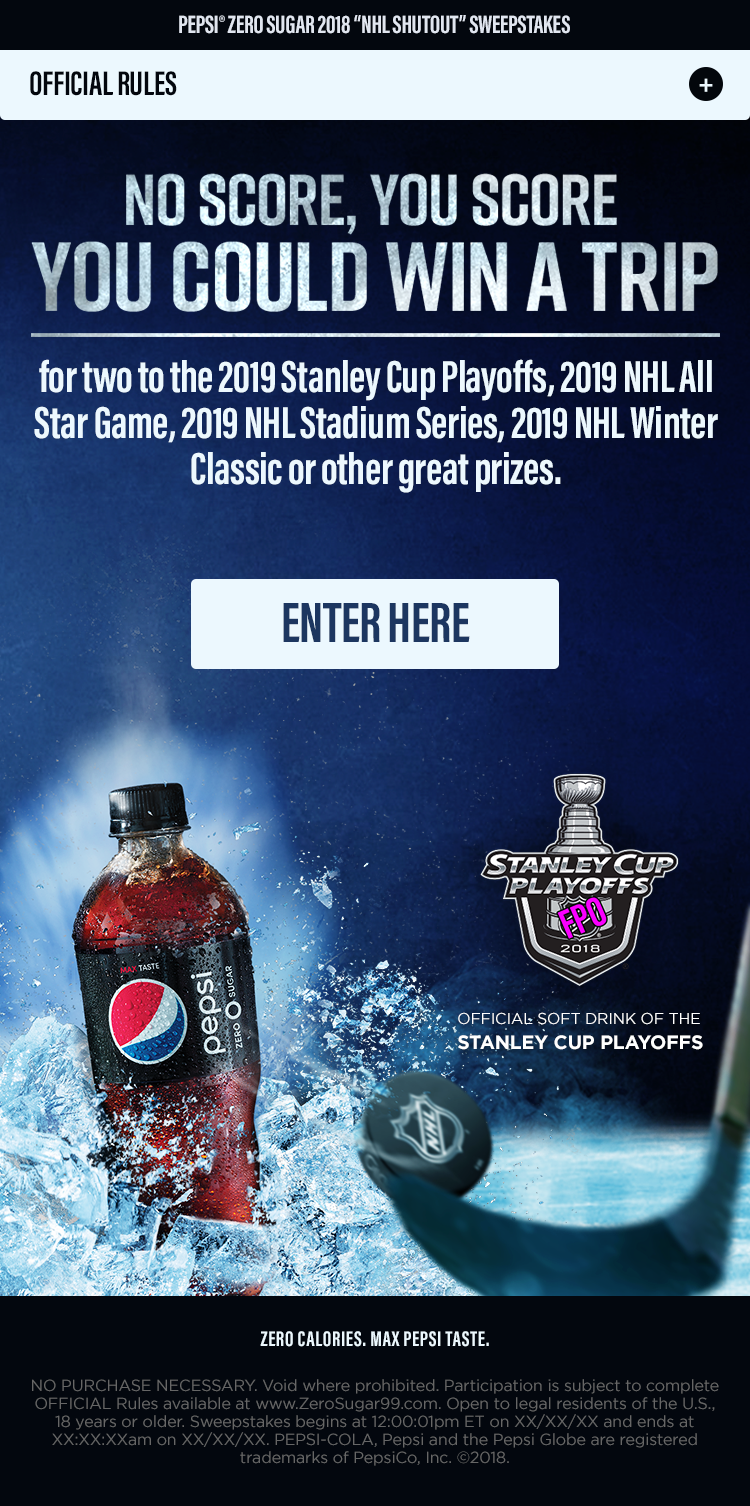 PEPSI® ZERO SUGAR 2018 “NHL SHUTOUT” SWEEPSTAKES
OFFICIAL RULES
+
NO SCORE, YOU SCORE
YOU COULD WIN A TRIP
for two to the 2019 Stanley Cup Playoffs, 2019 NHL All
Star Game, 2019 NHL Stadium Series, 2019 NHL Winter
Classic or other great prizes.
ENTER HERE
STANLEY CUP
PLAYOFFS
FPO
2018
MAX TASTE
pepsi
ZERO SUGAR
OFFICIAL SOFT DRINK OF THE
STANLEY CUP PLAYOFFS
NHL
ZERO CALORIES. MAX PEPSI TASTE.
NO PURCHASE NECESSARY. Void where prohibited. Participation is subject to complete
OFFICIAL Rules available at www.ZeroSugar99.com. Open to legal residents of the U.S.,
18 years or older. Sweepstakes begins at 12:00:01pm ET on XX/XX/XX and ends at
XX:XX:XXam on XX/XX/XX. PEPSI-COLA, Pepsi and the Pepsi Globe are registered
trademarks of PepsiCo, Inc. ©2018.